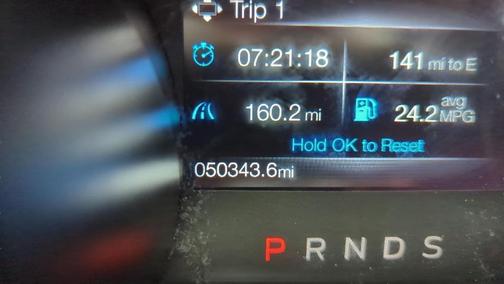 Trip 1
07:21:18 141 mi to E
160.2 mi 24.2 avg MPG
Hold OK to Reset
050343.6mi
P R N D S